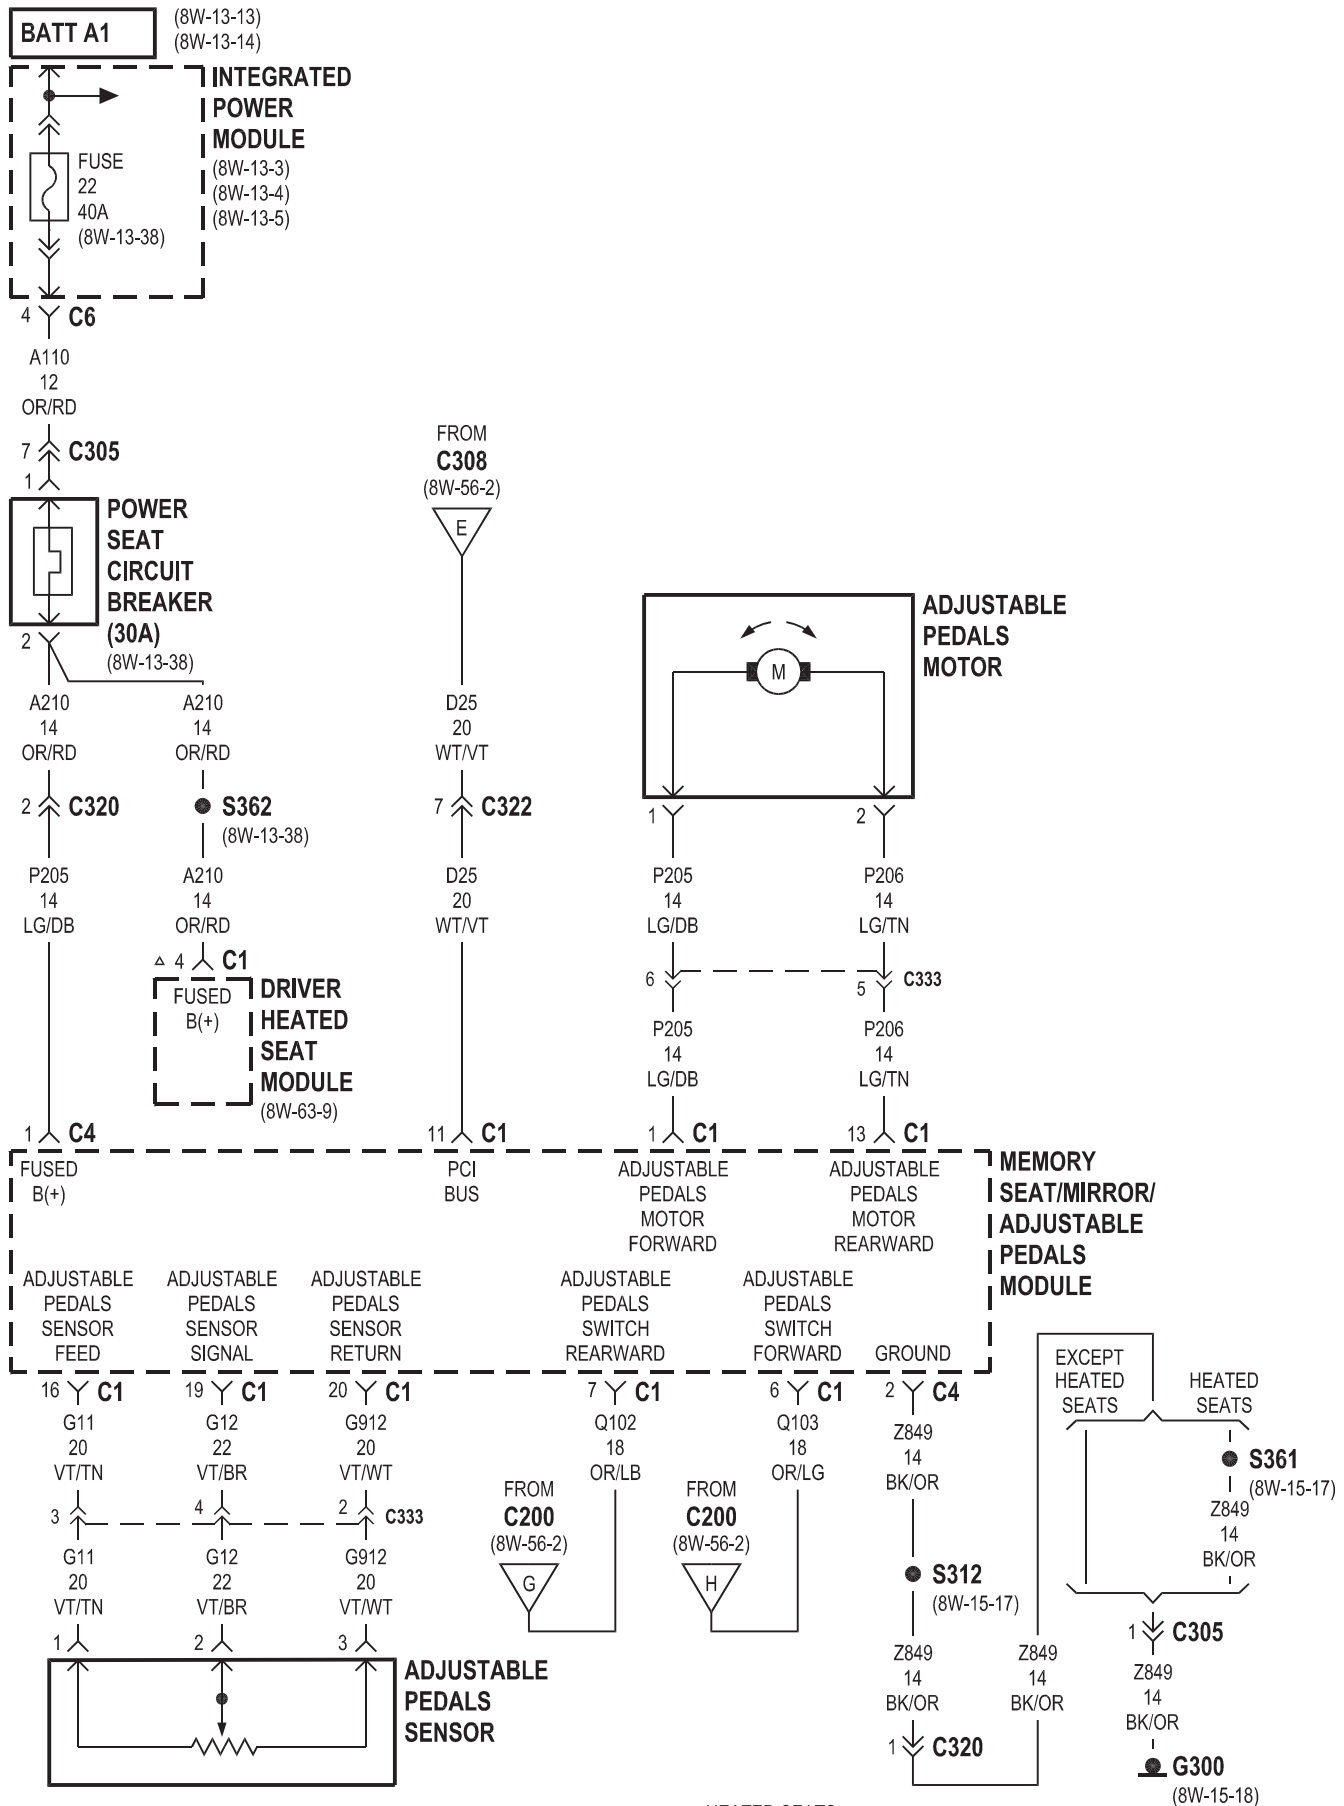 BATT A1
(8W-13-13)
(8W-13-14)
INTEGRATED
POWER
MODULE
(8W-13-3)
(8W-13-4)
(8W-13-5)
FUSE
22
40A
(8W-13-38)
4 C6
A110
12
OR/RD
7 C305
1
POWER
SEAT
CIRCUIT
BREAKER
(30A)
(8W-13-38)
2
A210
14
OR/RD
A210
14
OR/RD
2 C320
S362
(8W-13-38)
P205
14
LG/DB
A210
14
OR/RD
4 C1
FUSED
B(+)
DRIVER
HEATED
SEAT
MODULE
(8W-63-9)
FROM
C308
(8W-56-2)
E
D25
20
WT/VT
7 C322
D25
20
WT/VT
ADJUSTABLE
PEDALS
MOTOR
M
1
2
P205
14
LG/DB
P206
14
LG/TN
6
5
C333
P205
14
LG/DB
P206
14
LG/TN
1 C4
11 C1
1 C1
13 C1
MEMORY
SEAT/MIRROR/
ADJUSTABLE
PEDALS
MODULE
FUSED
B(+)
PCI
BUS
ADJUSTABLE
PEDALS
MOTOR
FORWARD
ADJUSTABLE
PEDALS
MOTOR
REARWARD
ADJUSTABLE
PEDALS
SENSOR
FEED
ADJUSTABLE
PEDALS
SENSOR
SIGNAL
ADJUSTABLE
PEDALS
SENSOR
RETURN
ADJUSTABLE
PEDALS
SWITCH
REARWARD
ADJUSTABLE
PEDALS
SWITCH
FORWARD
GROUND
16 C1
19 C1
20 C1
7 C1
6 C1
2 C4
G11
20
VT/TN
G12
22
VT/BR
G912
20
VT/WT
3
4
2
C333
G11
20
VT/TN
G12
22
VT/BR
G912
20
VT/WT
1
2
3
ADJUSTABLE
PEDALS
SENSOR
Q102
18
OR/LB
FROM
C200
(8W-56-2)
G
Q103
18
OR/LG
FROM
C200
(8W-56-2)
H
Z849
14
BK/OR
S312
(8W-15-17)
Z849
14
BK/OR
1 C320
Z849
14
BK/OR
EXCEPT
HEATED
SEATS
HEATED
SEATS
S361
(8W-15-17)
Z849
14
BK/OR
1 C305
Z849
14
BK/OR
G300
(8W-15-18)